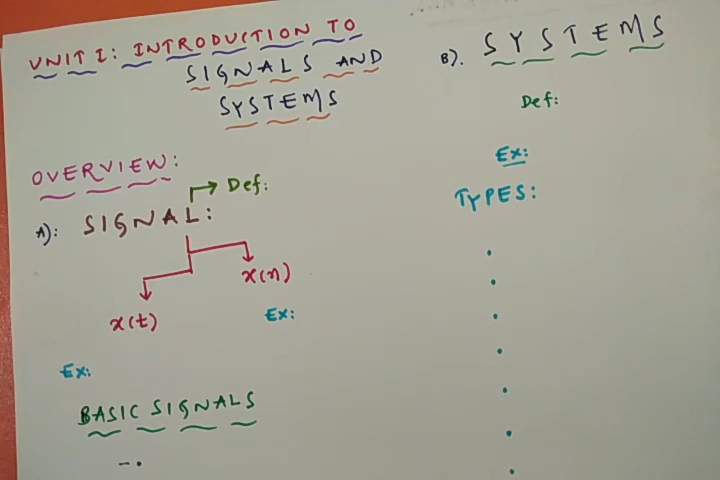 UNIT I: INTRODUCTION TO
SIGNALS AND
SYSTEMS
OVERVIEW:
Def:
A): SIGNAL:
x(n)
x(t)
Ex:
Ex:
BASIC SIGNALS
B). SYSTEMS
Def:
Ex:
TYPES: